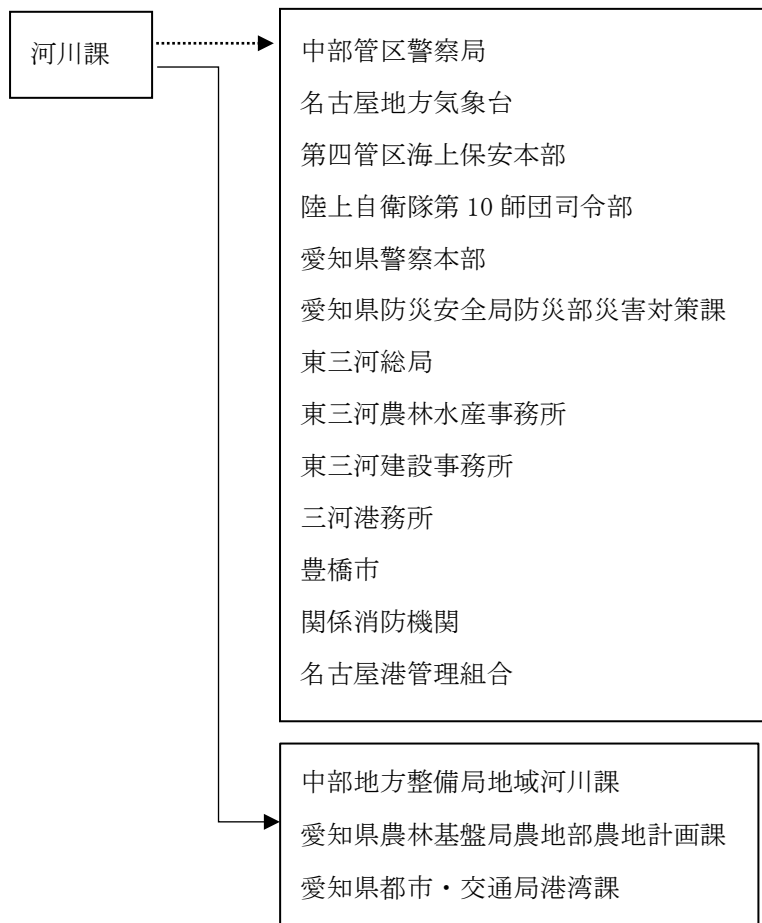 河川課
中部管区警察局
名古屋地方気象台
第四管区海上保安本部
陸上自衛隊第 10 師団司令部
愛知県警察本部
愛知県防災安全局防災部災害対策課
東三河総局
東三河農林水産事務所
東三河建設事務所
三河港務所
豊橋市
関係消防機関
名古屋港管理組合
中部地方整備局地域河川課
愛知県農林基盤局農地部農地計画課
愛知県都市・交通局港湾課